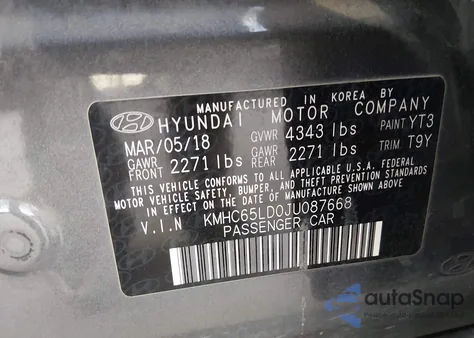 MANUFACTURED IN KOREA BY
HYUNDAI MOTOR COMPANY
MAR/05/18 GVWR 4343 lbs PAINT YT3
GAWR FRONT 2271 lbs GAWR REAR 2271 lbs TRIM T9Y
THIS VEHICLE CONFORMS TO ALL APPLICABLE U.S.A. FEDERAL
MOTOR VEHICLE SAFETY, BUMPER, AND THEFT PREVENTION STANDARDS
IN EFFECT ON THE DATE OF MANUFACTURE SHOWN ABOVE.
V.I.N KMHC65LD0JU087668
PASSENGER CAR
autoSnap